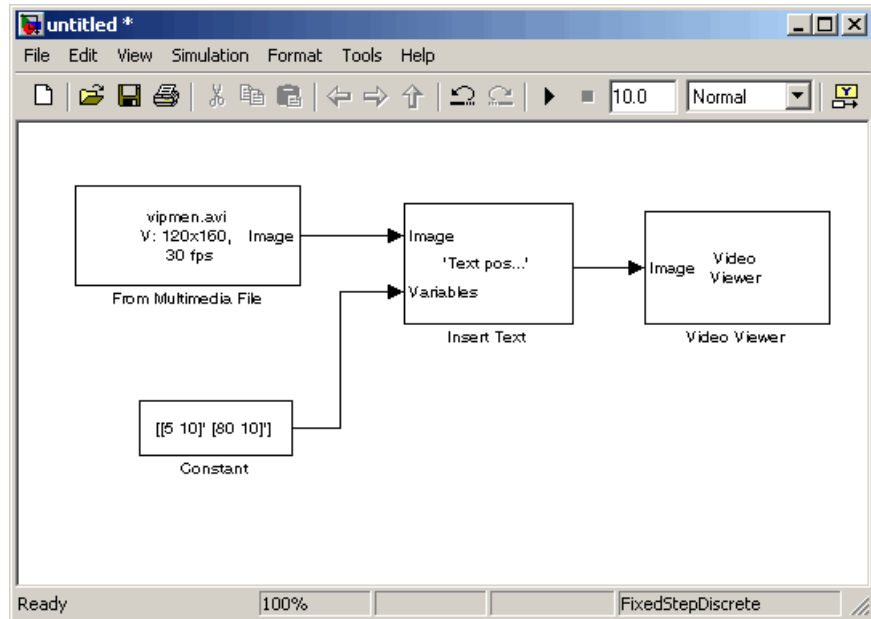 untitled *
File Edit View Simulation Format Tools Help
10.0 Normal
vipmen.avi
V: 120x160,
30 fps
Image
From Multimedia File
Image
'Text pos...'
Variables
Insert Text
Image
Video
Viewer
Video Viewer
[[5 10]' [80 10]']
Constant
Ready 100% FixedStepDiscrete